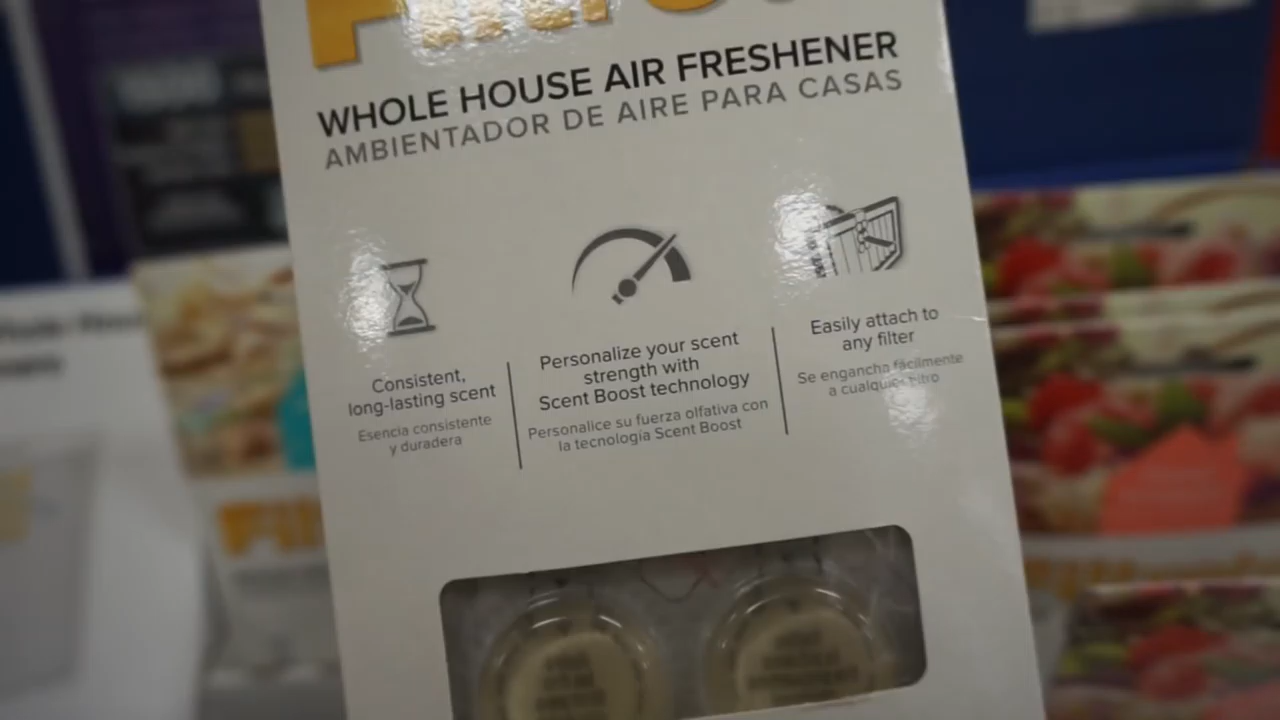 WHOLE HOUSE AIR FRESHENER
AMBIENTADOR DE AIRE PARA CASAS
Consistent,
long-lasting scent
Esencia consistente
y duradera
Personalize your scent
strength with
Scent Boost technology
Personalice su fuerza olfativa con
la tecnología Scent Boost
Easily attach to
any filter
Se engancha fácilmente
a cualquier filtro